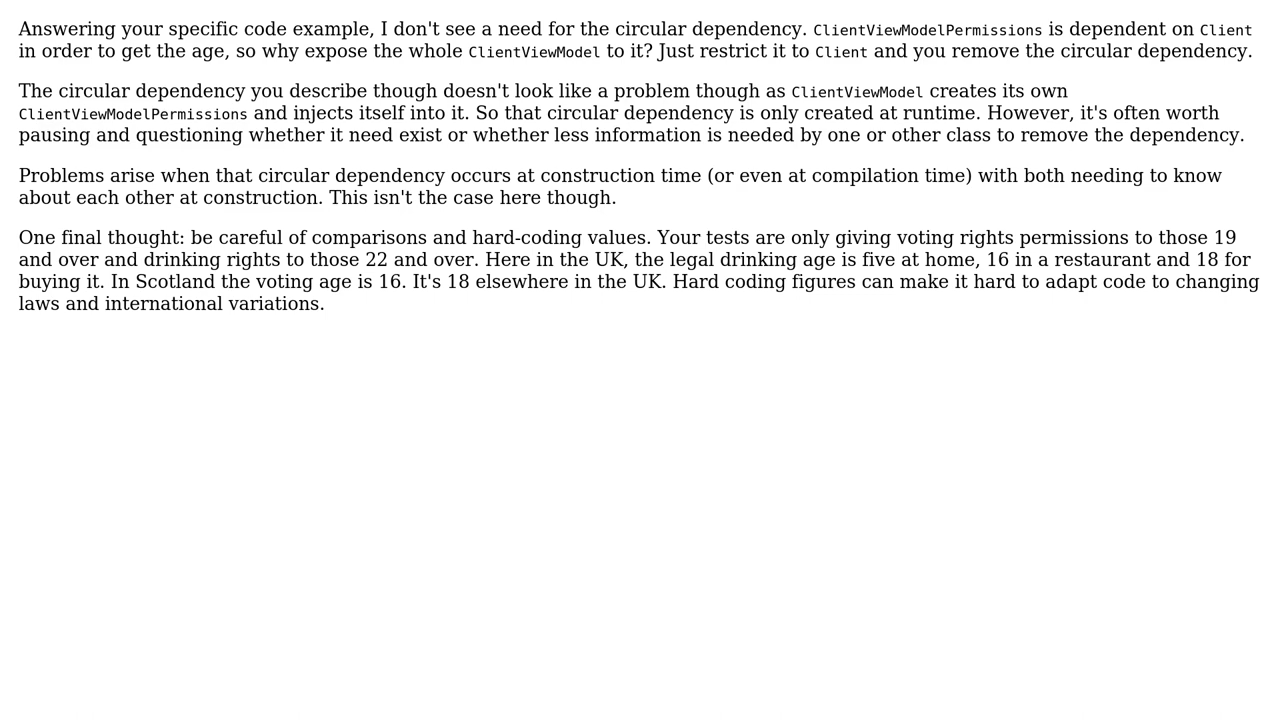 Answering your specific code example, I don't see a need for the circular dependency. ClientViewModelPermissions is dependent on Client
in order to get the age, so why expose the whole ClientViewModel to it? Just restrict it to Client and you remove the circular dependency.
The circular dependency you describe though doesn't look like a problem though as ClientViewModel creates its own
ClientViewModelPermissions and injects itself into it. So that circular dependency is only created at runtime. However, it's often worth
pausing and questioning whether it need exist or whether less information is needed by one or other class to remove the dependency.
Problems arise when that circular dependency occurs at construction time (or even at compilation time) with both needing to know
about each other at construction. This isn't the case here though.
One final thought: be careful of comparisons and hard-coding values. Your tests are only giving voting rights permissions to those 19
and over and drinking rights to those 22 and over. Here in the UK, the legal drinking age is five at home, 16 in a restaurant and 18 for
buying it. In Scotland the voting age is 16. It's 18 elsewhere in the UK. Hard coding figures can make it hard to adapt code to changing
laws and international variations.